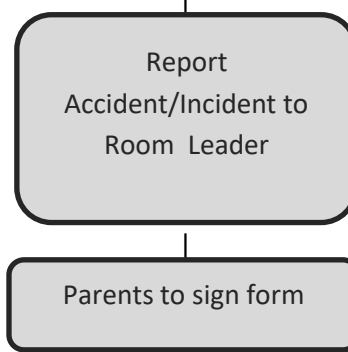 Report
Accident/Incident to
Room Leader
Parents to sign form